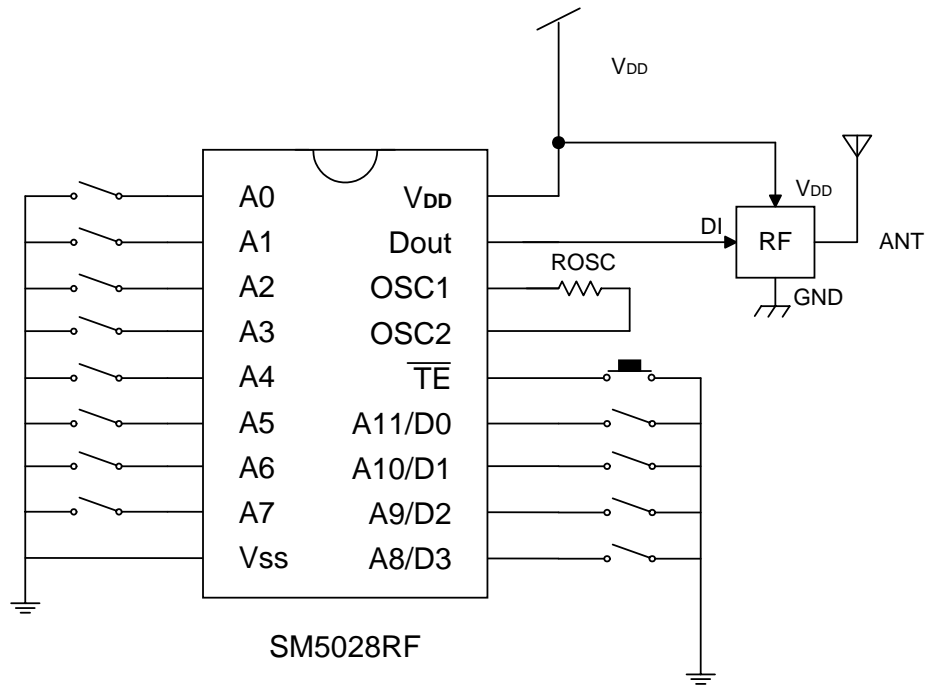 VDD
VDD
A0
A1
A2
A3
A4
A5
A6
A7
Vss
VDD
Dout
OSC1
OSC2
TE
A11/D0
A10/D1
A9/D2
A8/D3
ROSC
DI
RF
ANT
GND
SM5028RF